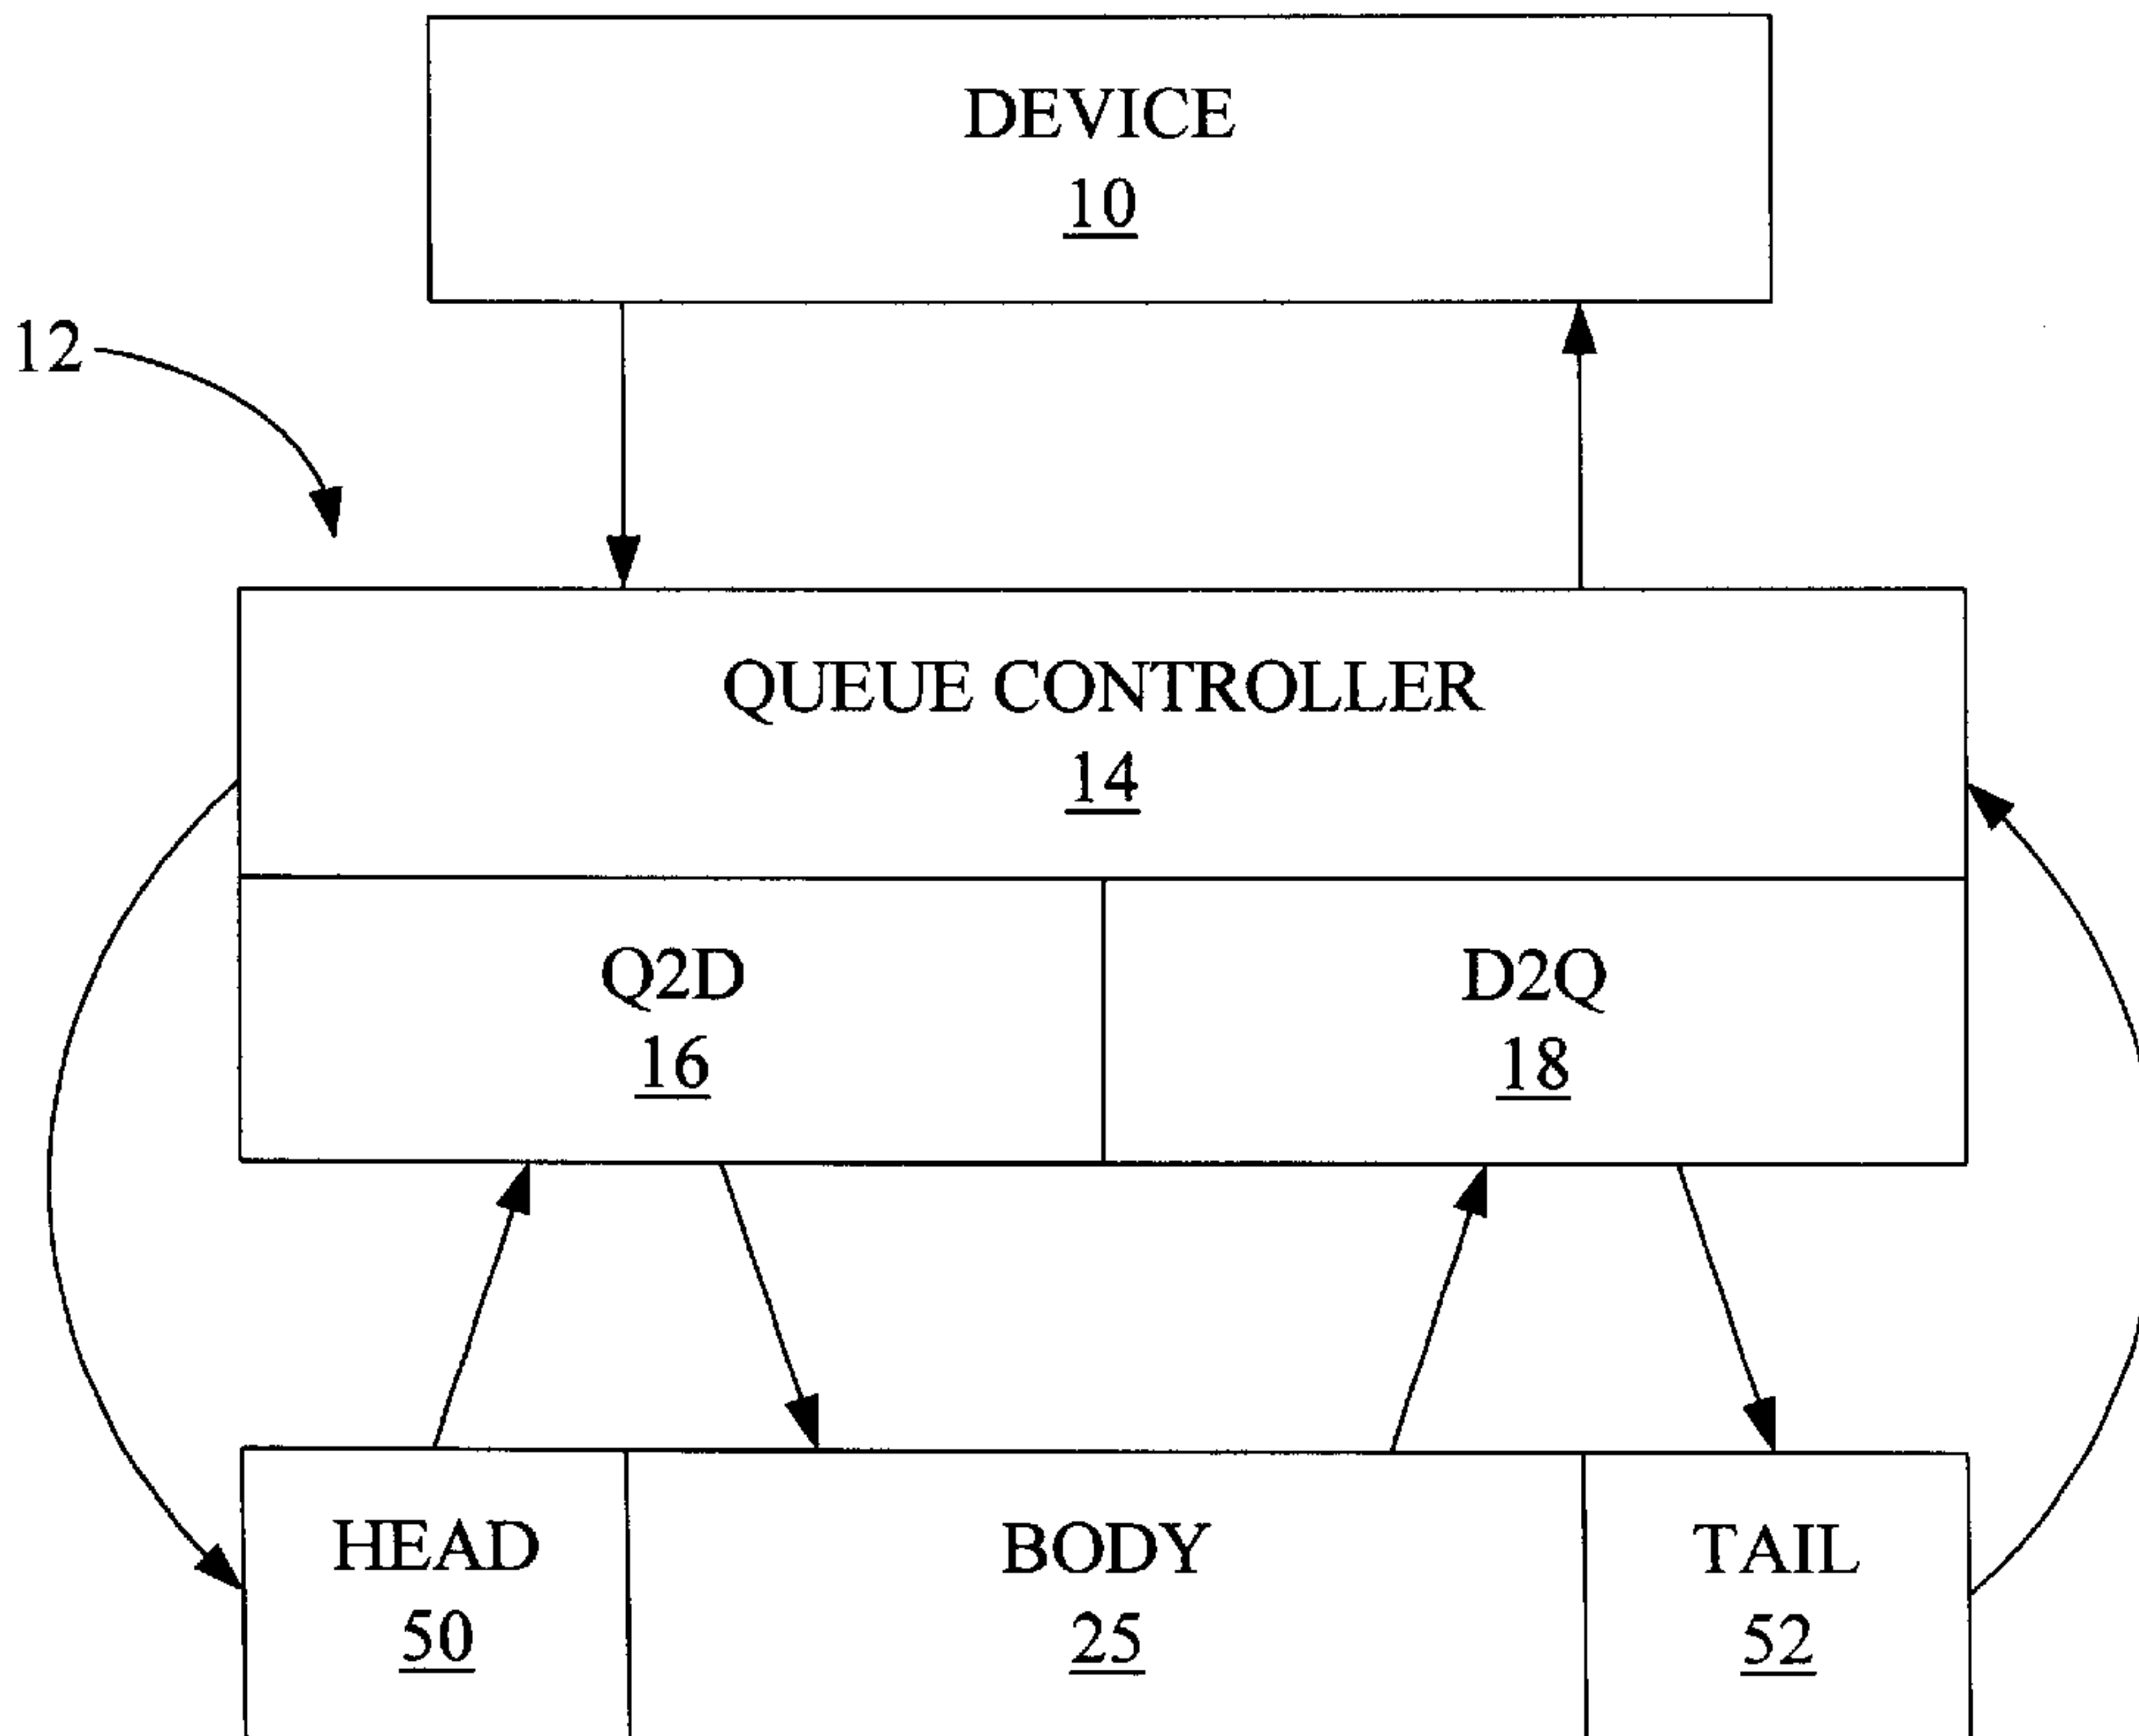 DEVICE
10
12
QUEUE CONTROLLER
14
Q2D
16
D2Q
18
HEAD
50
BODY
25
TAIL
52